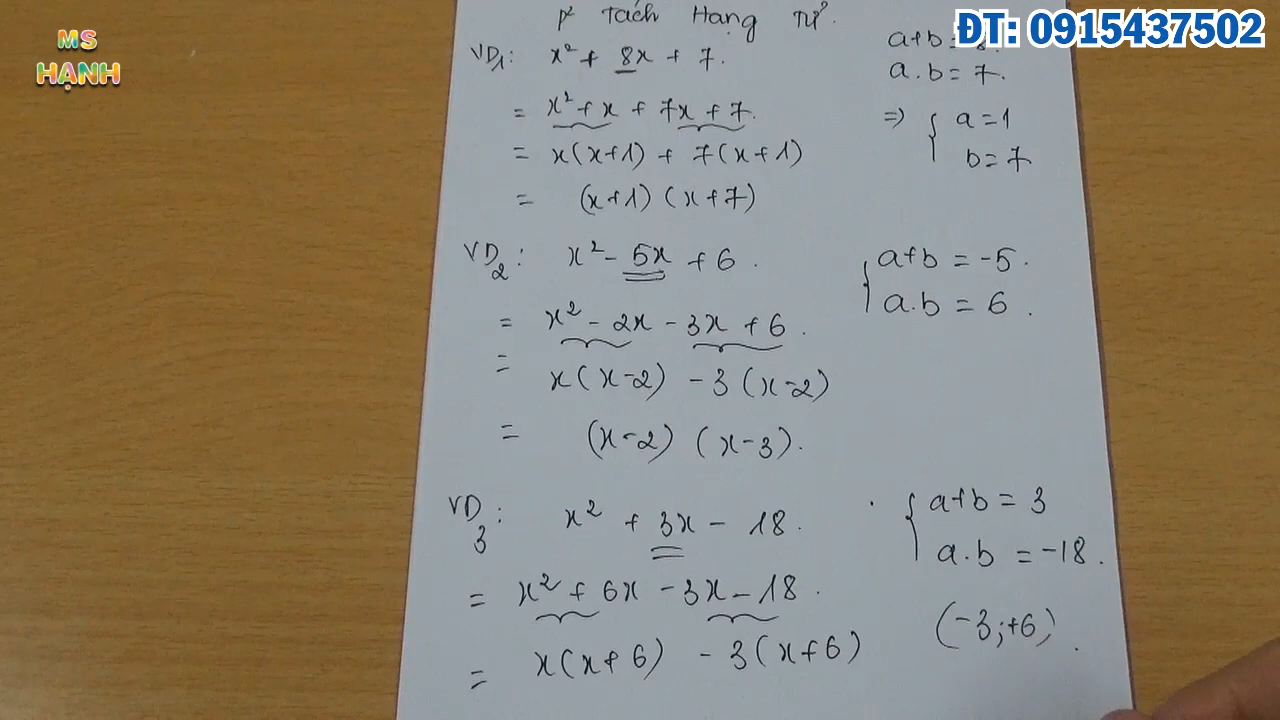 MS
HẠNH
ĐT: 0915437502
P² Tách Hạng Tử.
VD1: x² + 8x + 7.
= x² + x + 7x + 7.
= x(x+1) + 7(x+1)
= (x+1) (x+7)
a+b =
a.b = 7.
=> { a = 1
b = 7
VD2: x² - 5x + 6.
= x² - 2x - 3x + 6.
= x(x-2) - 3(x-2)
= (x-2) (x-3).
{ a+b = -5.
a.b = 6.
VD3: x² + 3x - 18.
= x² + 6x - 3x - 18.
= x(x+6) - 3(x+6)
{ a+b = 3
a.b = -18.
(-3;+6).